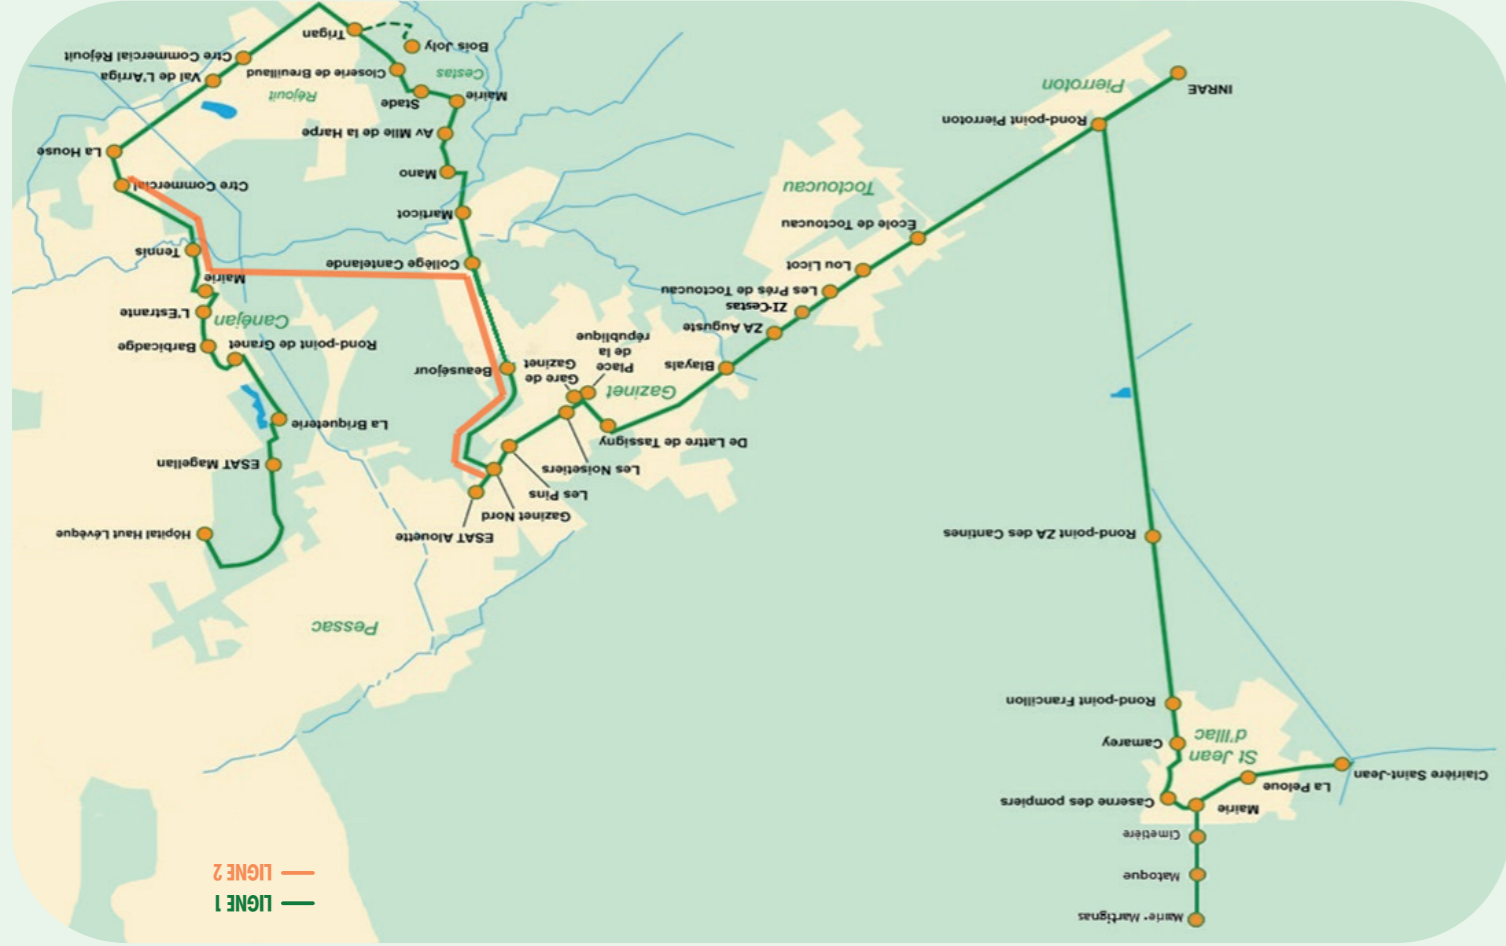 Mairie- Martignas
LIGNE 1
Matoque
LIGNE 2
Cimetière
Mairie
Caserne des pompiers
La Peloue
Clairière Saint-Jean
St Jean
d'Illac
Camarey
Rond-point Francillon
Pessac
Rond-point ZA des Cantines
ESAT Alouette
Hôpital Haut Lévèque
Gazinet Nord
Les Pins
Les Noisetiers
ESAT Magellan
De Lattre de Tassigny
La Briqueterie
Gazinet
Place
de la
république
Gare de
Gazinet
Beauséjour
Blayais
Rond-point de Granet
Barbicadge
ZA Auguste
Canéjan
L'Estrante
ZI-Cestas
Les Prés de Toctoucau
Mairie
Lou Licot
Collège Cantelande
Tennis
Ecole de Toctoucau
Marticot
Toctoucau
Ctre Commercial
Mano
La House
Av Mlle de la Harpe
Rond-point Pierroton
Stade
Mairie
Réjouit
INRAE
Pierroton
Cestas
Closerie de Breuillaud
Val de L'Arriga
Ctre Commercial Réjouit
Bois Joly
Trigan